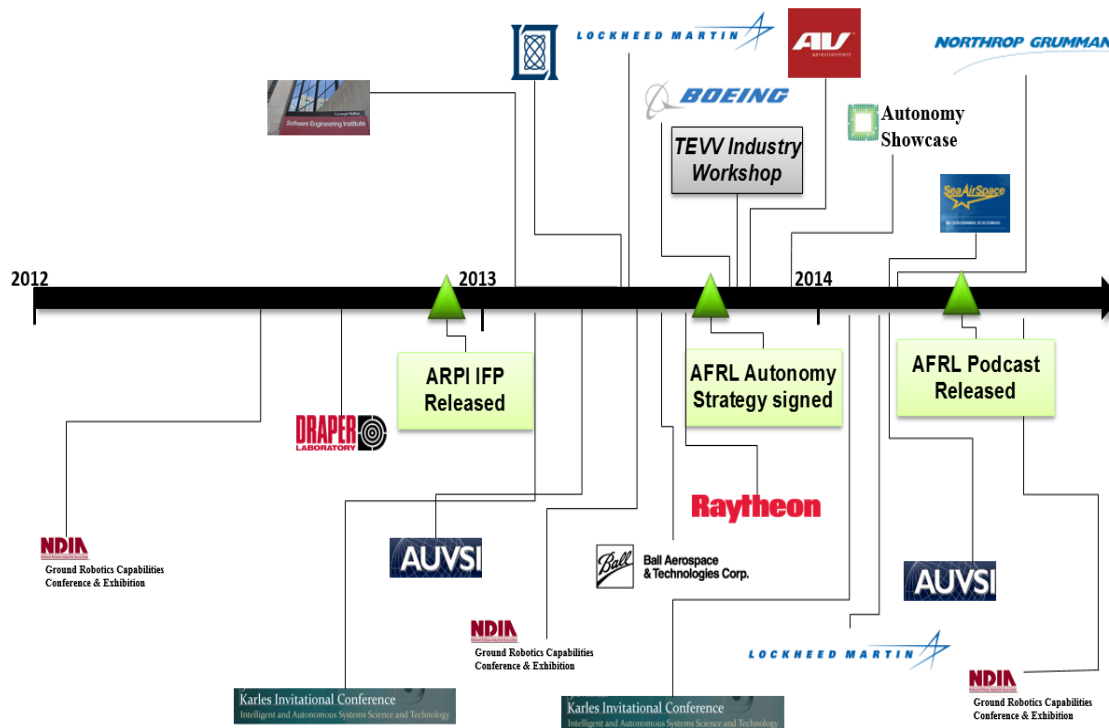 LOCKHEED MARTIN
AV
aerovironment
NORTHROP GRUMMAN
BOEING
Software Engineering Institute
TEVV Industry
Workshop
Autonomy
Showcase
SeaAirSpace
2012
2013
2014
ARPI IFP
Released
AFRL Autonomy
Strategy signed
AFRL Podcast
Released
DRAPER
LABORATORY
Raytheon
NDIA
Ground Robotics Capabilities
Conference & Exhibition
AUVSI
Ball
Ball Aerospace
& Technologies Corp.
AUVSI
NDIA
Ground Robotics Capabilities
Conference & Exhibition
LOCKHEED MARTIN
NDIA
Ground Robotics Capabilities
Conference & Exhibition
Karles Invitational Conference
Intelligent and Autonomous Systems Science and Technology
Karles Invitational Conference
Intelligent and Autonomous Systems Science and Technology